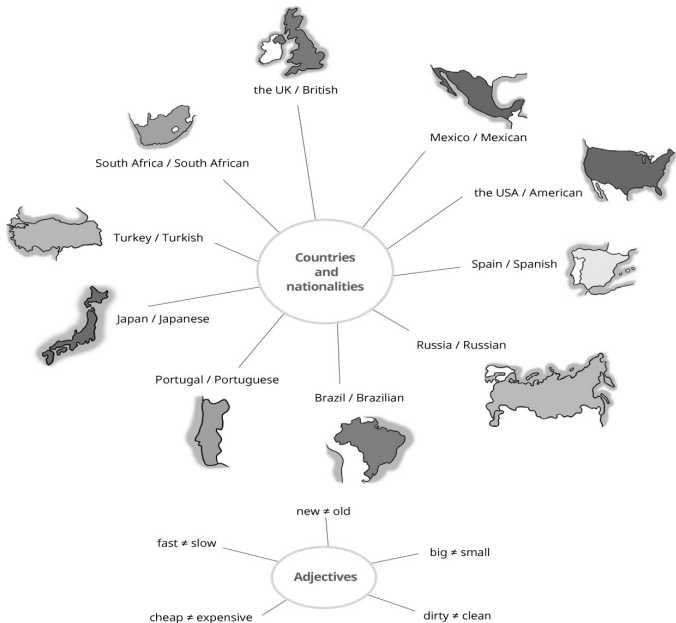 the UK / British
Mexico / Mexican
South Africa / South African
the USA / American
Turkey / Turkish
Countries
and
nationalities
Spain / Spanish
Japan / Japanese
Russia / Russian
Portugal / Portuguese
Brazil / Brazilian
new ≠ old
fast ≠ slow
big ≠ small
Adjectives
cheap ≠ expensive
dirty ≠ clean